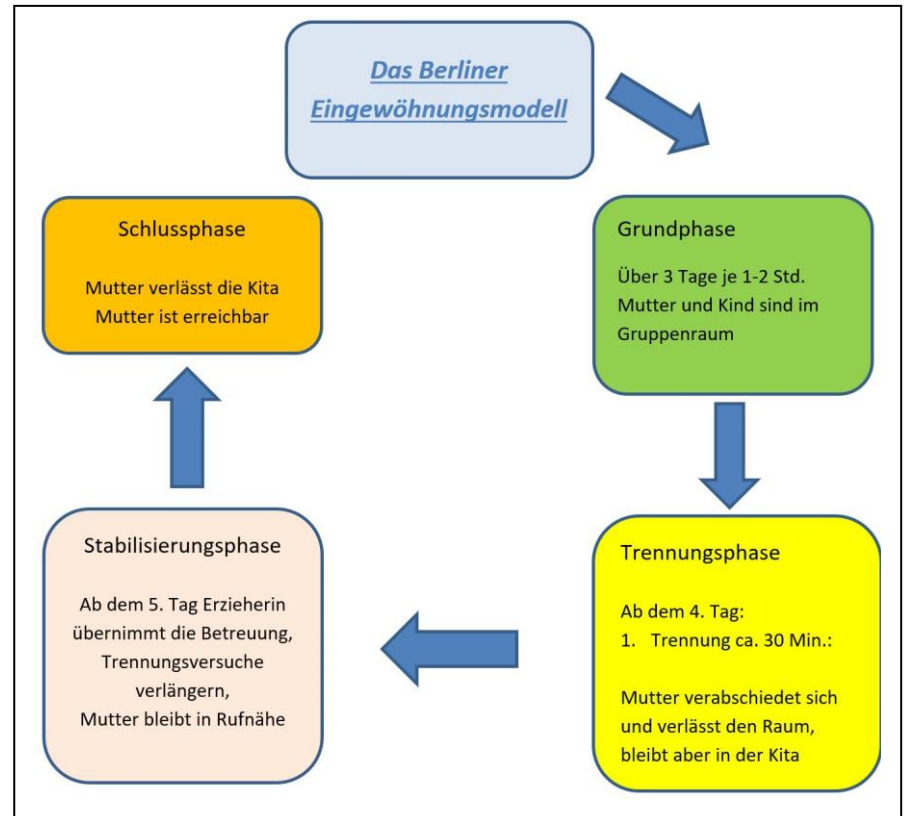 Das Berliner
Eingewöhnungsmodell
Grundphase
Über 3 Tage je 1-2 Std.
Mutter und Kind sind im
Gruppenraum
Trennungsphase
Ab dem 4. Tag:
1. Trennung ca. 30 Min.:
Mutter verabschiedet sich
und verlässt den Raum,
bleibt aber in der Kita
Stabilisierungsphase
Ab dem 5. Tag Erzieherin
übernimmt die Betreuung,
Trennungsversuche
verlängern,
Mutter bleibt in Rufnähe
Schlussphase
Mutter verlässt die Kita
Mutter ist erreichbar